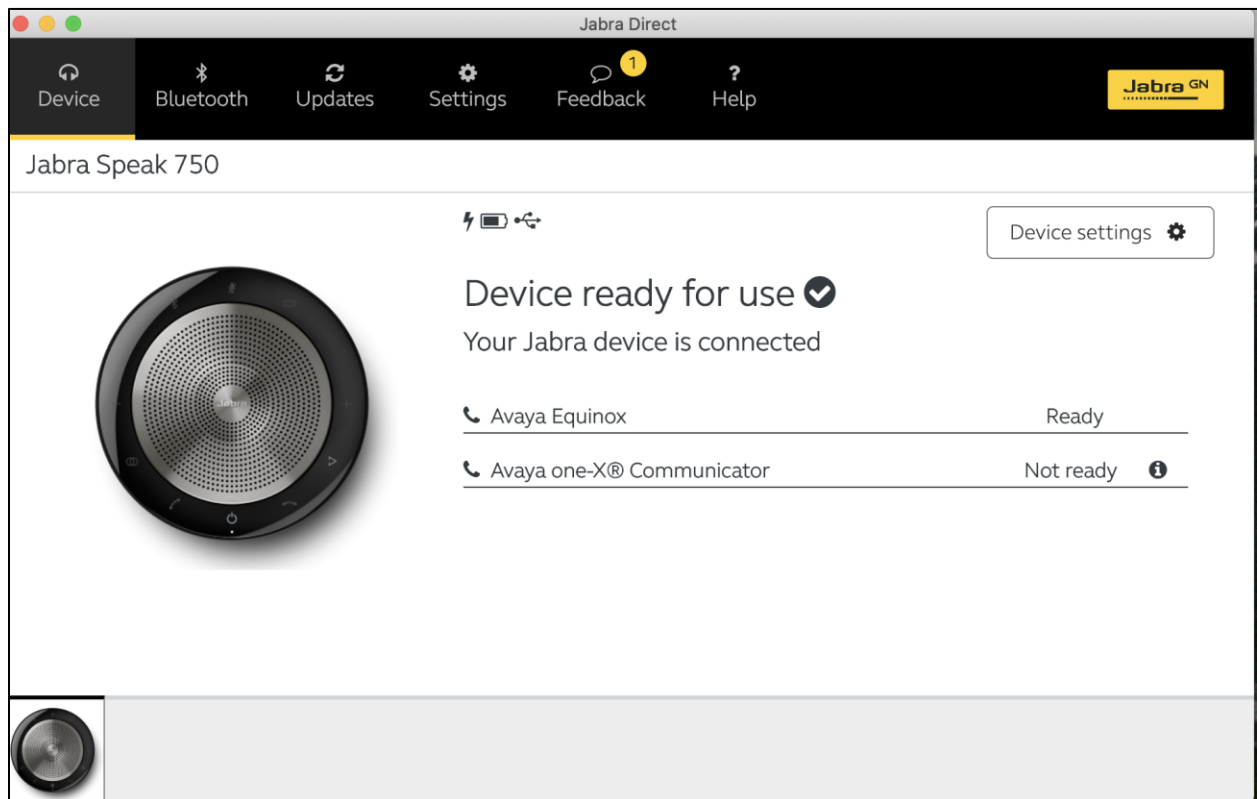 Jabra Direct
Device Bluetooth Updates Settings Feedback 1 Help
Jabra GN
Jabra Speak 750
Device settings
Device ready for use
Your Jabra device is connected
Jabra
Avaya Equinox Ready
Avaya one-X® Communicator Not ready